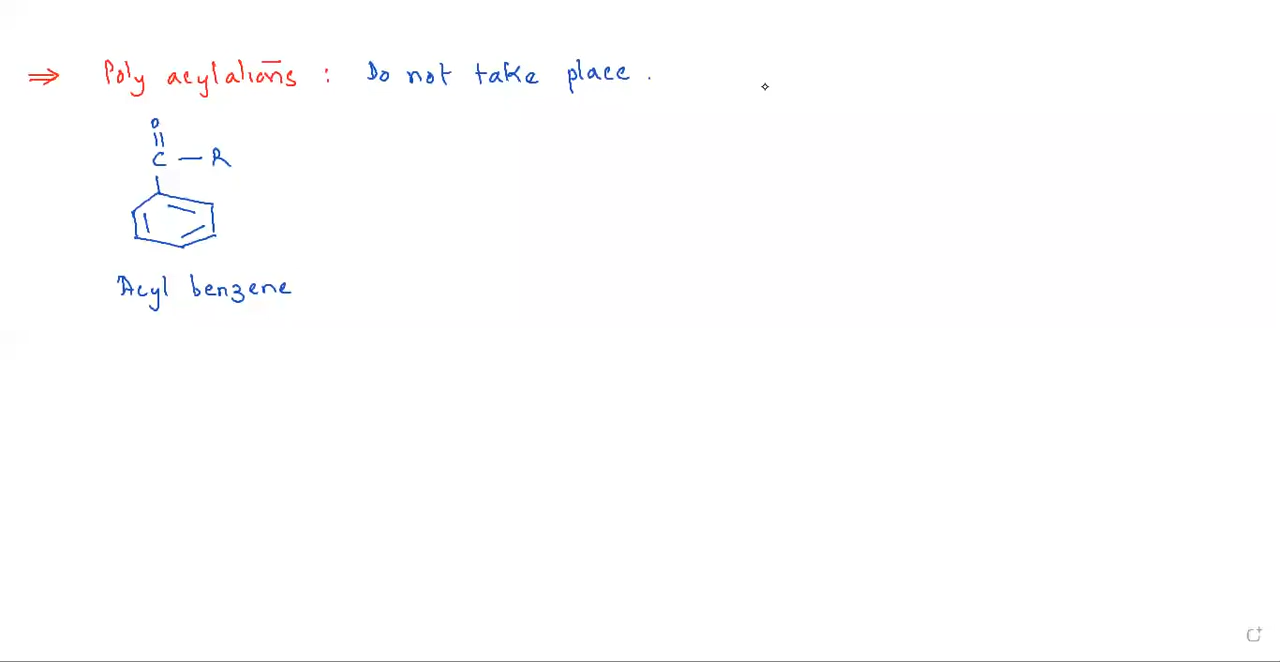 ⇒ Poly acylations : Do not take place .
O
C — R
Acyl benzene